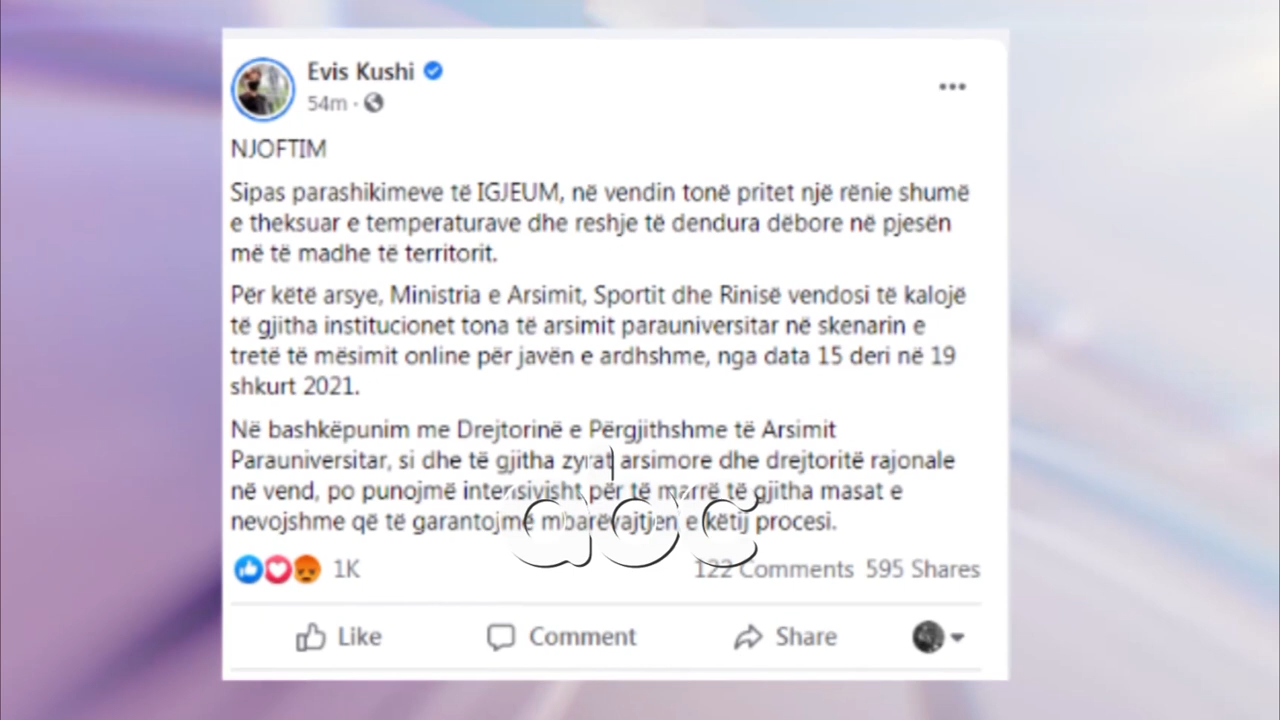 Evis Kushi
54m
NJOFTIM
Sipas parashikimeve të IGJEUM, në vendin tonë pritet një rënie shumë
e theksuar e temperaturave dhe reshje të dendura dëbore në pjesën
më të madhe të territorit.
Për këtë arsye, Ministria e Arsimit, Sportit dhe Rinisë vendosi të kalojë
të gjitha institucionet tona të arsimit parauniversitar në skenarin e
tretë të mësimit online për javën e ardhshme, nga data 15 deri në 19
shkurt 2021.
Në bashkëpunim me Drejtorinë e Përgjithshme të Arsimit
Parauniversitar, si dhe të gjitha zyrat arsimore dhe drejtoritë rajonale
në vend, po punojmë intensivisht për të marrë të gjitha masat e
nevojshme që të garantojmë mbarëvajtjen e këtij procesi.
abc
1K
122 Comments 595 Shares
Like Comment Share